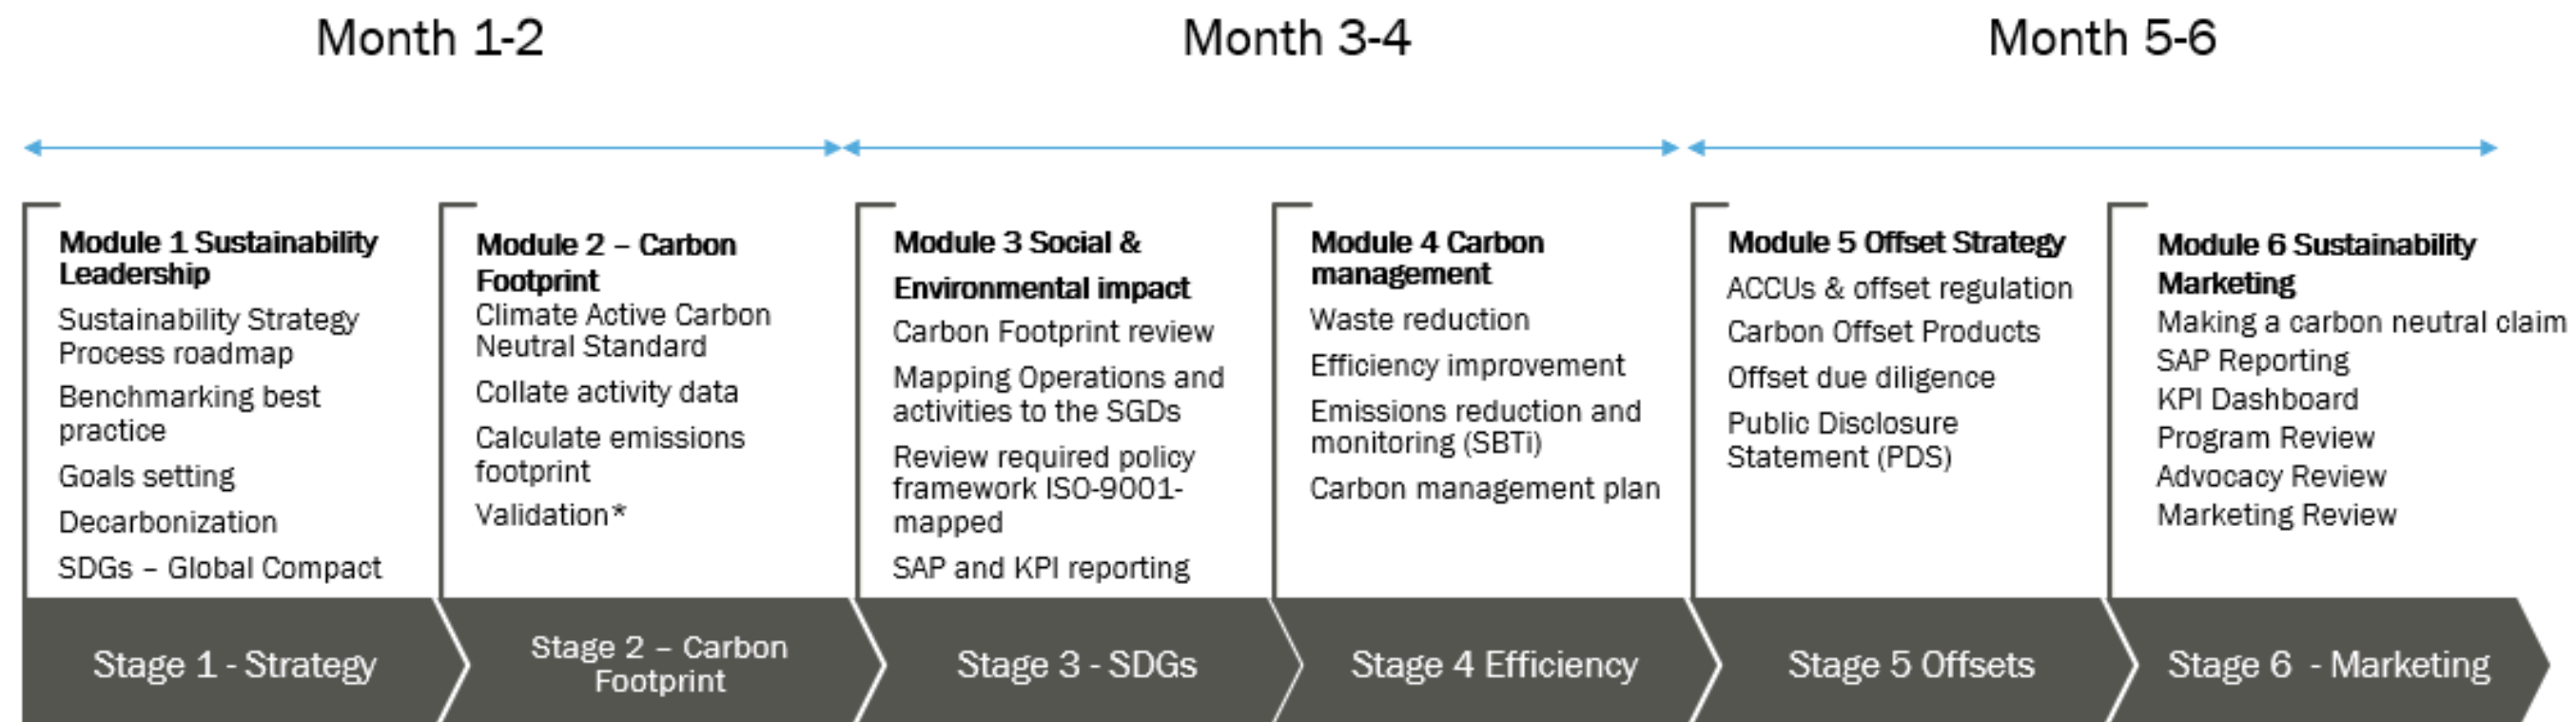 Month 1-2
Month 3-4
Month 5-6
Module 1 Sustainability
Leadership
Sustainability Strategy
Process roadmap
Benchmarking best
practice
Goals setting
Decarbonization
SDGs – Global Compact
Module 2 – Carbon
Footprint
Climate Active Carbon
Neutral Standard
Collate activity data
Calculate emissions
footprint
Validation*
Module 3 Social &
Environmental impact
Carbon Footprint review
Mapping Operations and
activities to the SGDs
Review required policy
framework ISO-9001-
mapped
SAP and KPI reporting
Module 4 Carbon
management
Waste reduction
Efficiency improvement
Emissions reduction and
monitoring (SBTi)
Carbon management plan
Module 5 Offset Strategy
ACCUs & offset regulation
Carbon Offset Products
Offset due diligence
Public Disclosure
Statement (PDS)
Module 6 Sustainability
Marketing
Making a carbon neutral claim
SAP Reporting
KPI Dashboard
Program Review
Advocacy Review
Marketing Review
Stage 1 - Strategy
Stage 2 – Carbon
Footprint
Stage 3 - SDGs
Stage 4 Efficiency
Stage 5 Offsets
Stage 6  - Marketing